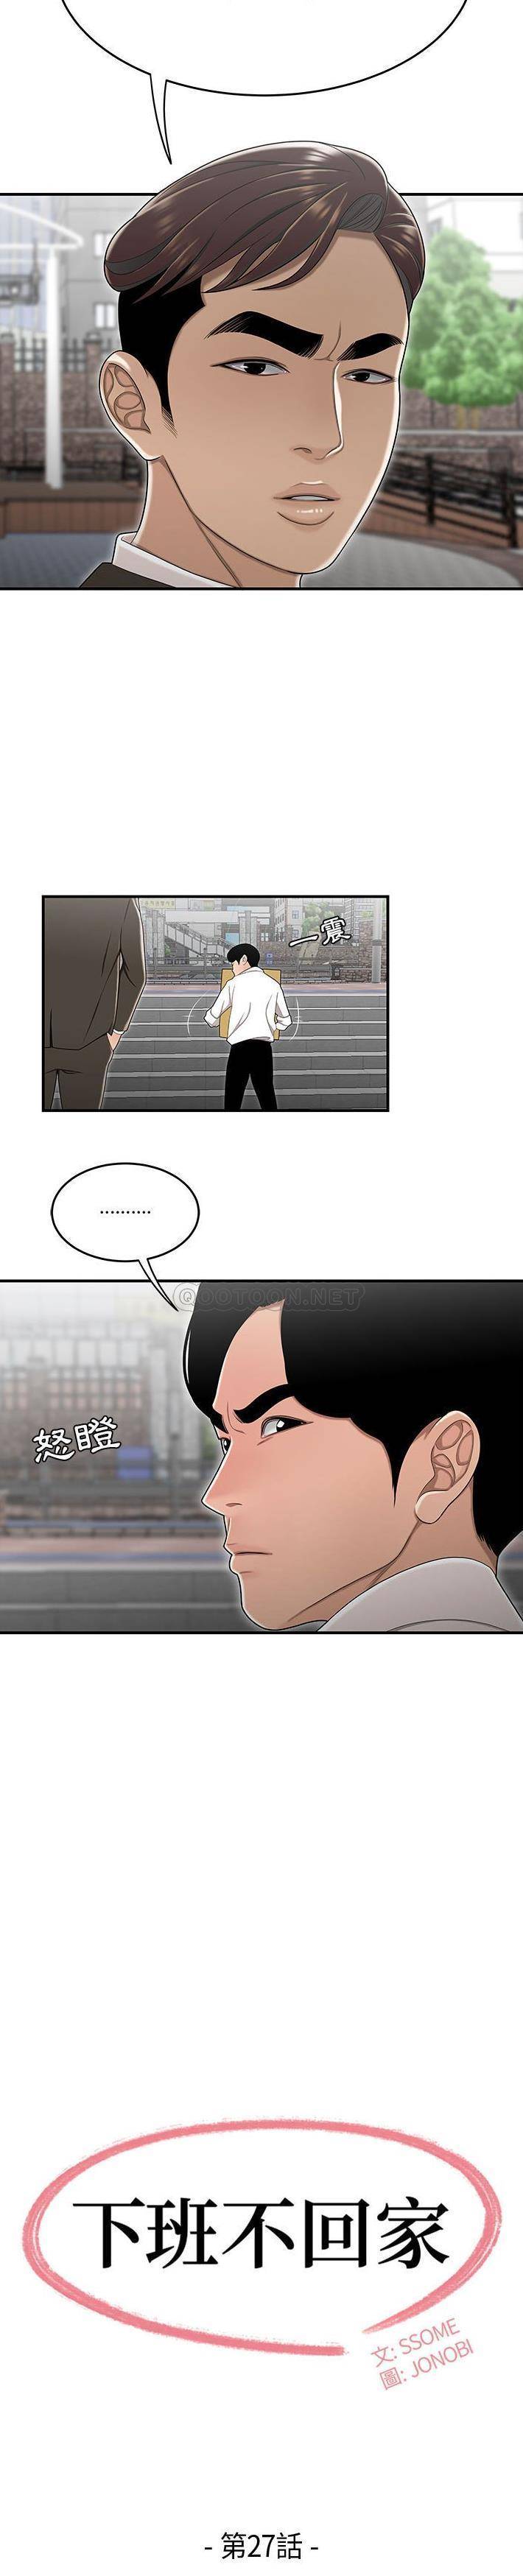 一震
..........
QOOTOON.NET
怒瞪
下班不回家
文: SSOME
圖: JONOBI
- 第27話 -